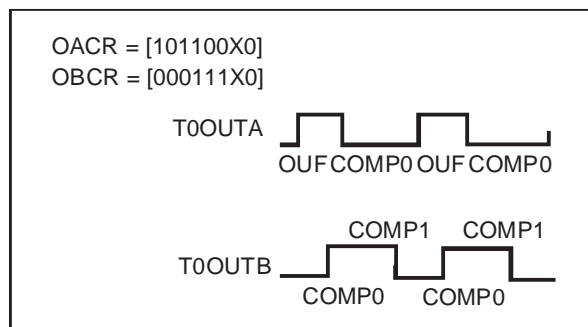 OACR = [101100X0]
OBCR = [000111X0]
T0OUTA
OUF COMP0 OUF COMP0
COMP1 COMP1
T0OUTB
COMP0 COMP0